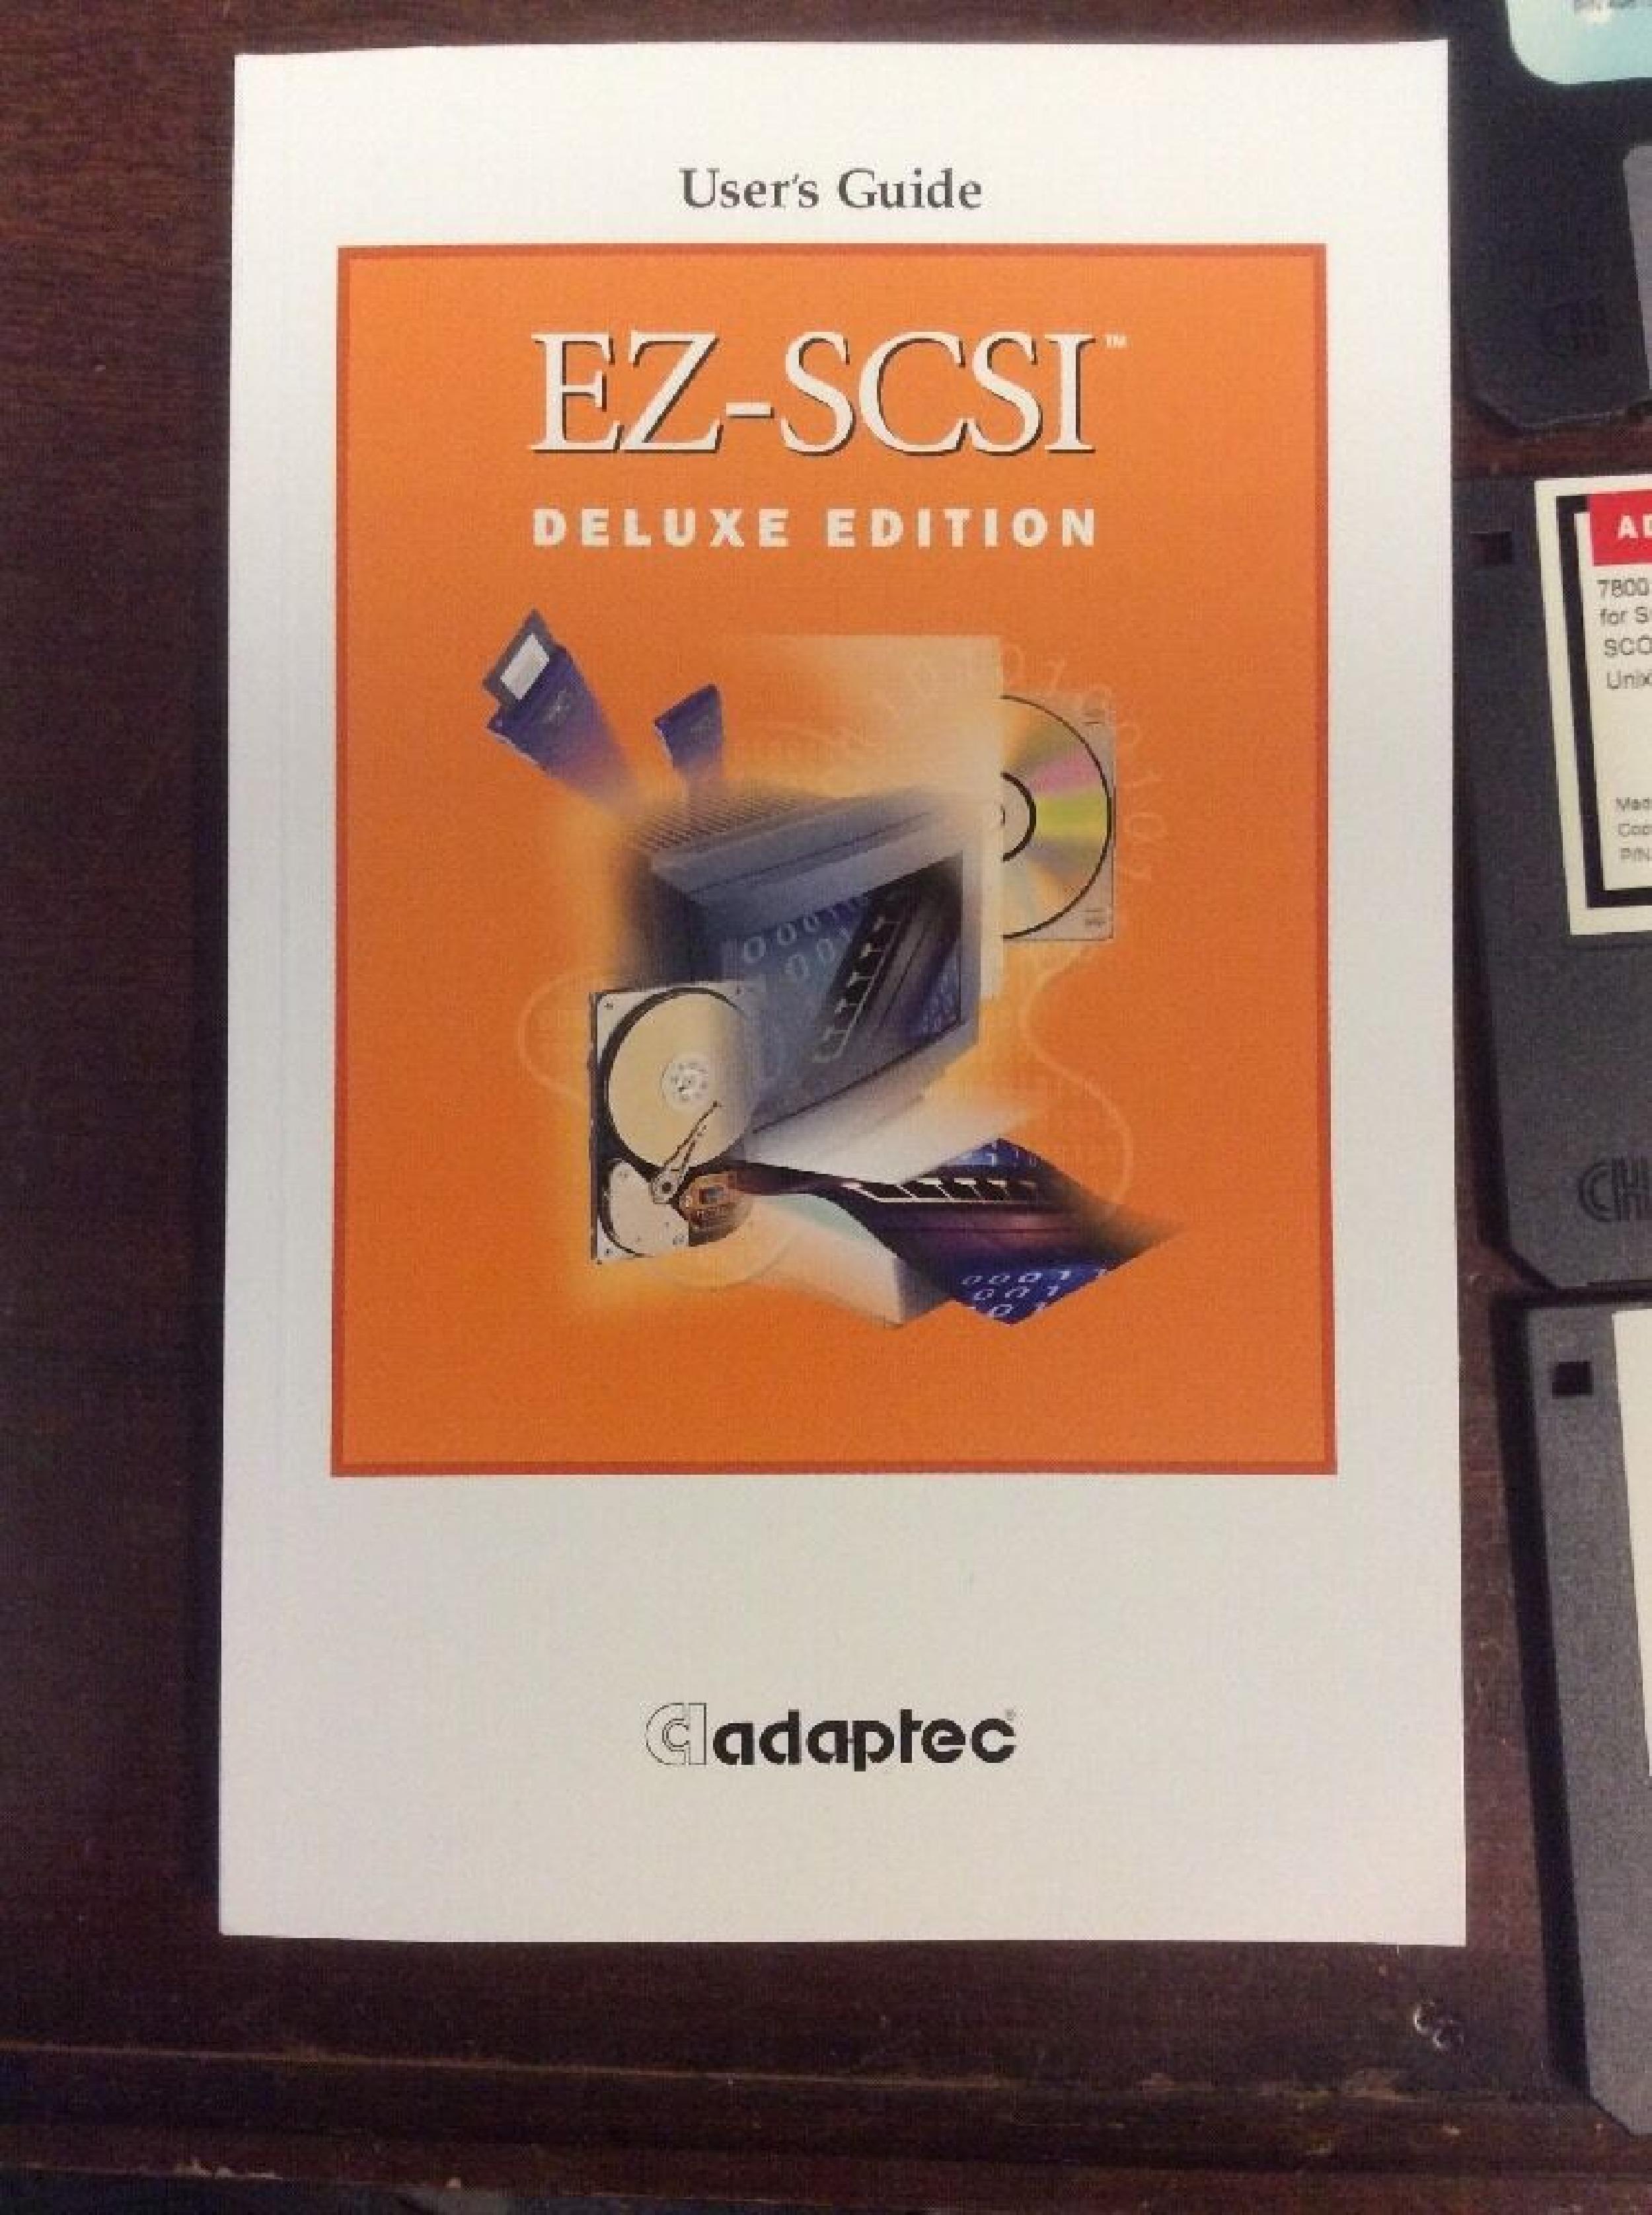 User's Guide
EZ-SCSI™
DELUXE EDITION
adaptec®
7800
for S
SCO
Unix